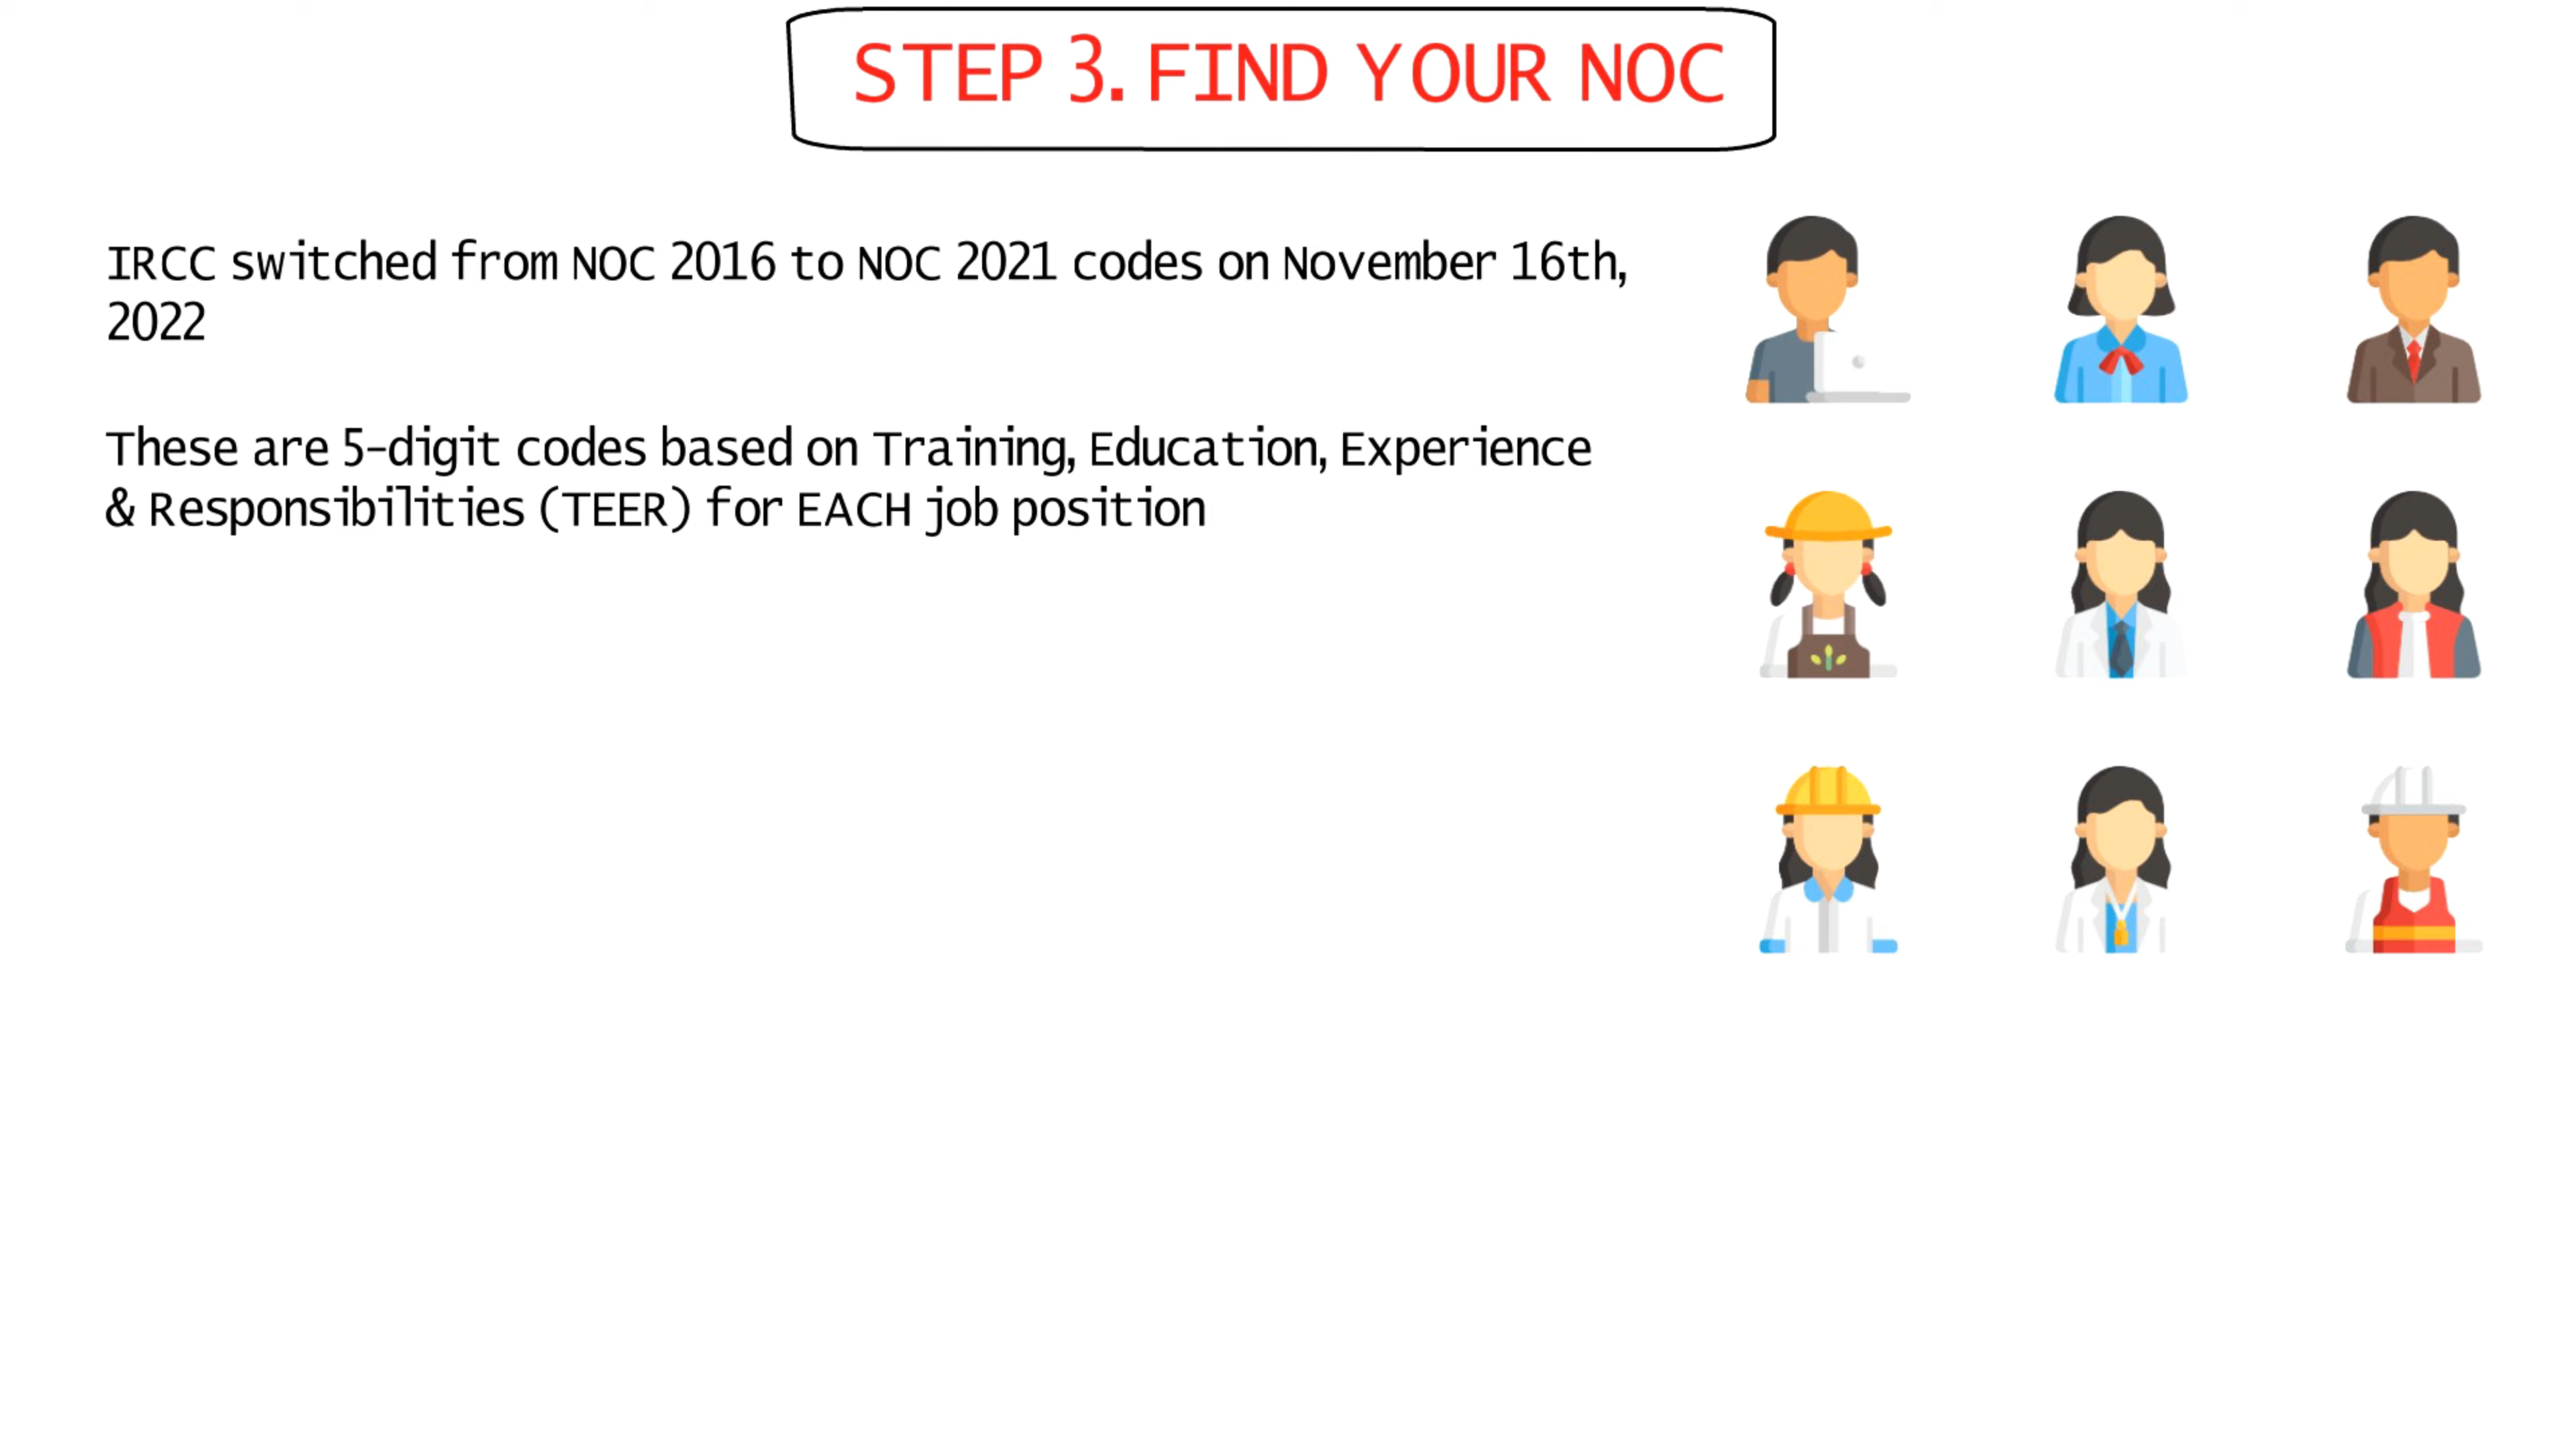 STEP 3. FIND YOUR NOC
IRCC switched from NOC 2016 to NOC 2021 codes on November 16th,
2022
These are 5-digit codes based on Training, Education, Experience
& Responsibilities (TEER) for EACH job position